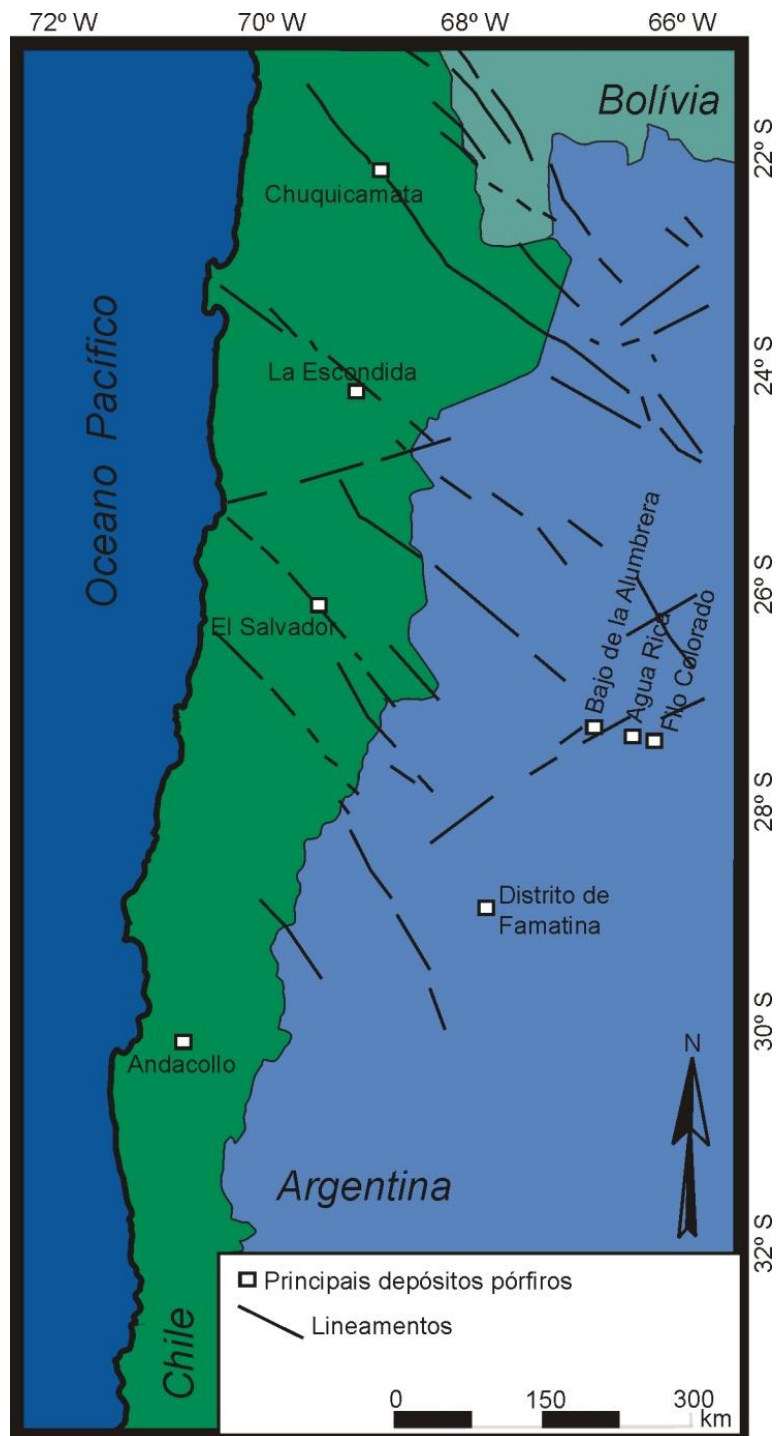 72º W
70º W
68º W
66º W
Bolívia
22º S
Chuquicamata
Oceano Pacífico
La Escondida
24º S
Bajo de la Alumbrera
Agua Rica
Filo Colorado
26º S
El Salvador
28º S
Distrito de
Famatina
30º S
Andacollo
N
Argentina
32º S
Chile
Principais depósitos pórfiros
Lineamentos
0
150
300
km